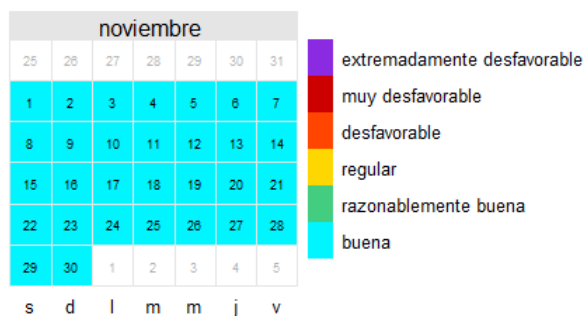 noviembre
25 26 27 28 29 30 31
1 2 3 4 5 6 7
8 9 10 11 12 13 14
15 16 17 18 19 20 21
22 23 24 25 26 27 28
29 30 1 2 3 4 5
s d l m m j v
extremadamente desfavorable
muy desfavorable
desfavorable
regular
razonablemente buena
buena